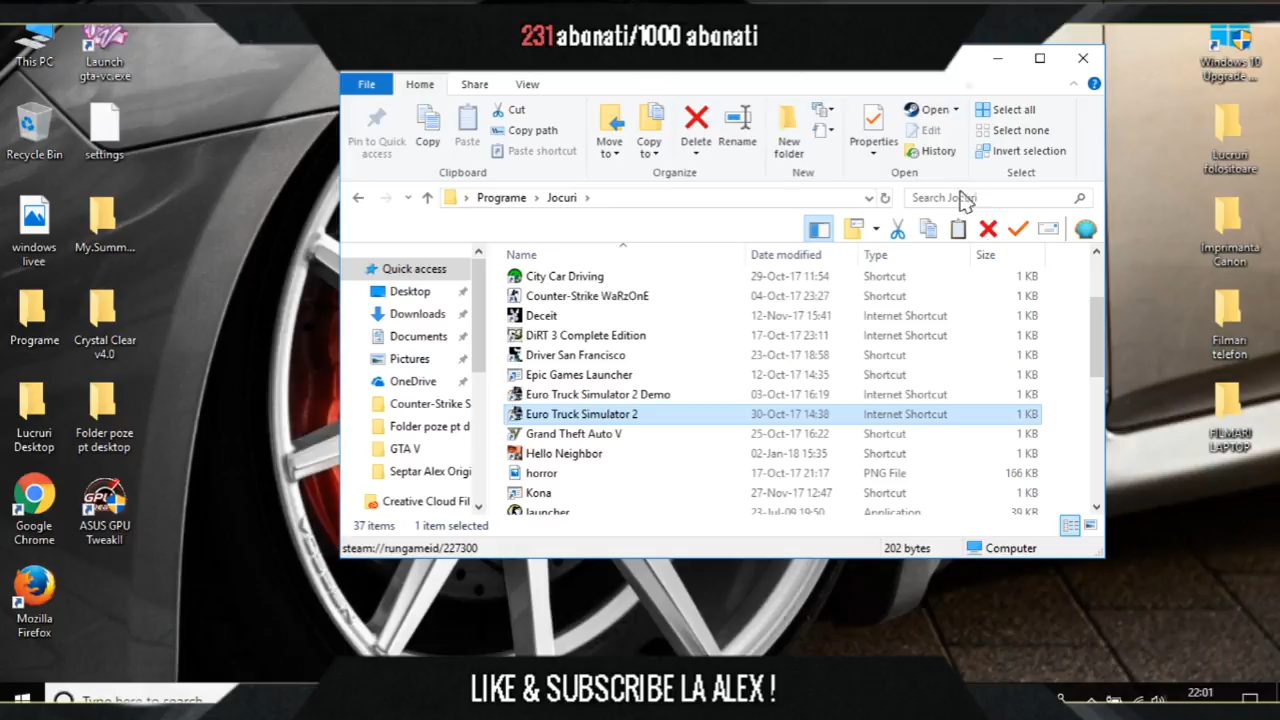 231 abonati/1000 abonati
This PC
Launch
gta-vc.exe
Recycle Bin
settings
windows
livee
My.Summ...
Programe
Crystal Clear
v4.0
Lucruri
Desktop
Folder poze
pt desktop
Google
Chrome
ASUS GPU
TweakII
Mozilla
Firefox
File
Home
Share
View
Pin to Quick
access
Copy
Paste
Cut
Copy path
Paste shortcut
Clipboard
Move
to
Copy
to
Delete
Rename
Organize
New
folder
New
Properties
Open
Edit
History
Open
Select all
Select none
Invert selection
Select
Programe
Jocuri
Search Jocuri
Quick access
Desktop
Downloads
Documents
Pictures
OneDrive
Counter-Strike S
Folder poze pt d
GTA V
Septar Alex Origi
Creative Cloud Fil
Name Date modified Type Size
City Car Driving 29-Oct-17 11:54 Shortcut 1 KB
Counter-Strike WaRzOnE 04-Oct-17 23:27 Shortcut 1 KB
Deceit 12-Nov-17 15:41 Internet Shortcut 1 KB
DiRT 3 Complete Edition 17-Oct-17 23:11 Internet Shortcut 1 KB
Driver San Francisco 23-Oct-17 18:58 Shortcut 1 KB
Epic Games Launcher 12-Oct-17 14:35 Shortcut 1 KB
Euro Truck Simulator 2 Demo 03-Oct-17 16:19 Internet Shortcut 1 KB
Euro Truck Simulator 2 30-Oct-17 14:38 Internet Shortcut 1 KB
Grand Theft Auto V 25-Oct-17 16:22 Shortcut 1 KB
Hello Neighbor 02-Jan-18 15:35 Shortcut 1 KB
horror 17-Oct-17 21:17 PNG File 166 KB
Kona 27-Nov-17 12:47 Shortcut 1 KB
launcher 23-Jul-09 19:50 Application 39 KB
37 items 1 item selected
steam://rungameid/227300 202 bytes Computer
Windows 10
Upgrade ...
Lucruri
folositoare
Imprimanta
Canon
Filmari
telefon
FILMARI
LAPTOP
LIKE & SUBSCRIBE LA ALEX !
Type here to search
22:01